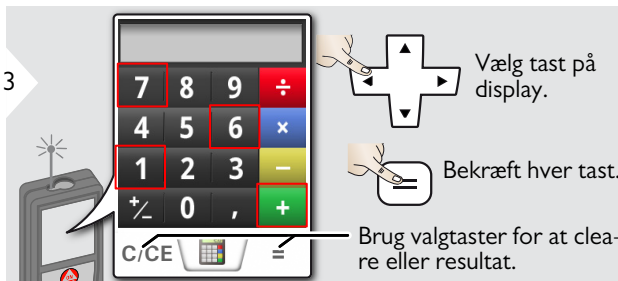 3
7 8 9 ÷
4 5 6 ×
1 2 3 −
+/− 0 , +
C/CE =
Vælg tast på
display.
=
Bekræft hver tast.
Brug valgtaster for at clea-
re eller resultat.